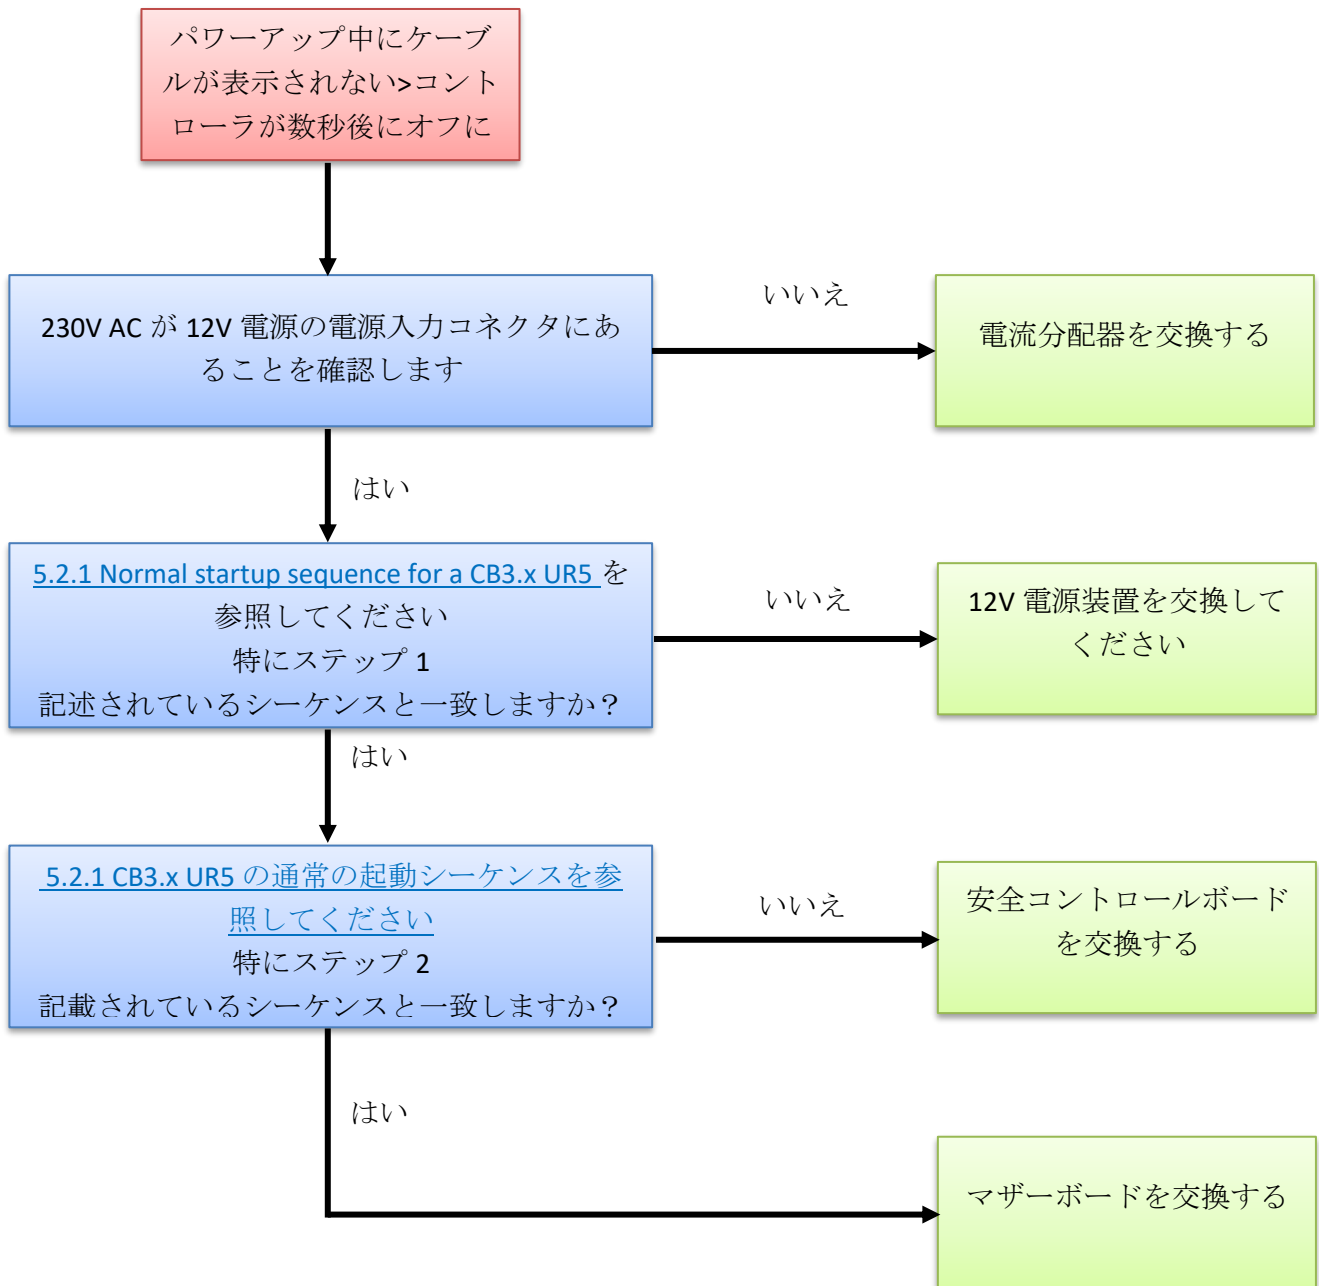 パワーアップ中にケーブ
ルが表示されない>コント
ローラが数秒後にオフに
230V AC が 12V 電源の電源入力コネクタにあ
ることを確認します
いいえ
電流分配器を交換する
はい
5.2.1 Normal startup sequence for a CB3.x UR5 を
参照してください
特にステップ 1
記述されているシーケンスと一致しますか？
いいえ
12V 電源装置を交換して
ください
はい
5.2.1 CB3.x UR5 の通常の起動シーケンスを参
照してください
特にステップ 2
記載されているシーケンスと一致しますか？
いいえ
安全コントロールボード
を交換する
はい
マザーボードを交換する